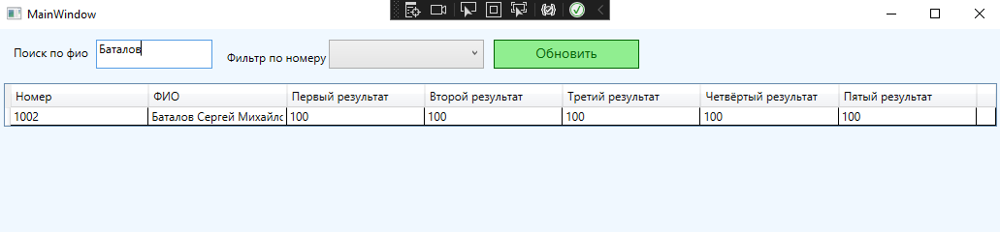 MainWindow
Поиск по фио Баталов Фильтр по номеру Обновить
Номер ФИО Первый результат Второй результат Третий результат Четвёртый результат Пятый результат
1002 Баталов Сергей Михайло 100 100 100 100 100